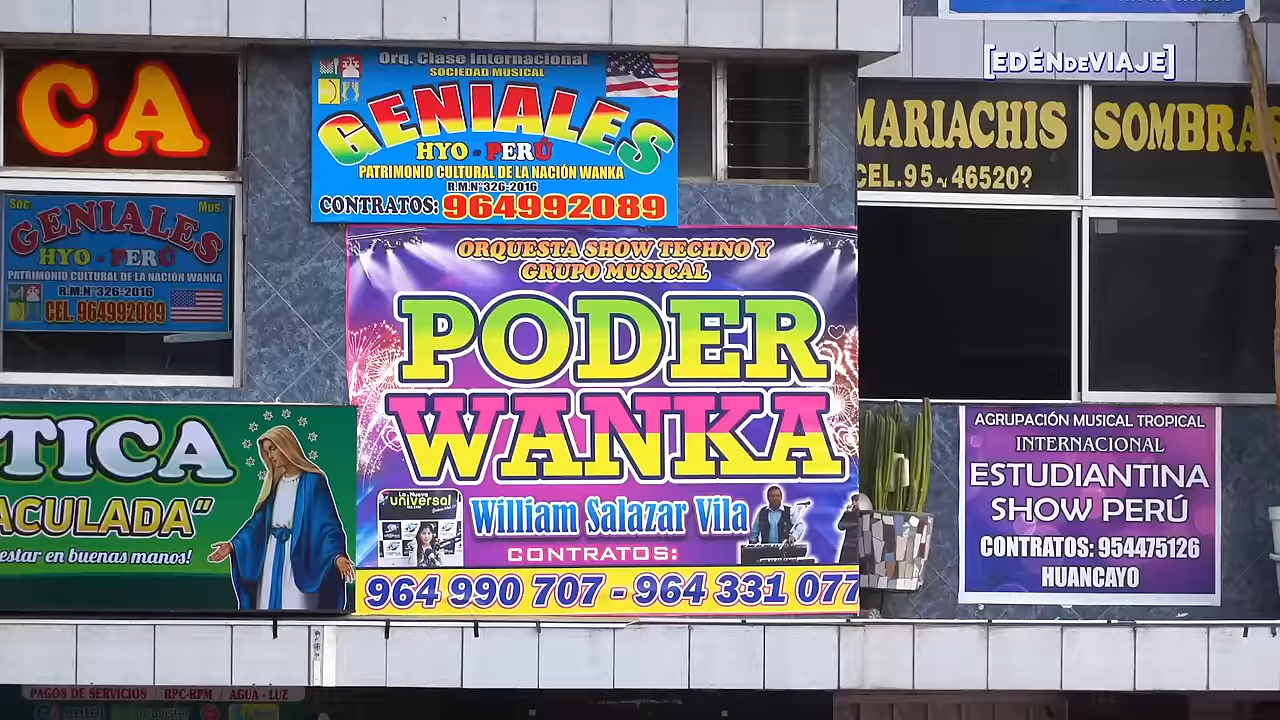 [EDÉNDEVIAJE]
CA
Orq. Clase Internacional
SOCIEDAD MUSICAL
GENIALES
HYO - PERÚ
PATRIMONIO CULTURAL DE LA NACIÓN WANKA
R.M.N°326-2016
CONTRATOS: 964992089
MARIACHIS SOMBRAS
CEL.95
46520?
Soc. Mus.
GENIALES
HYO - PERÚ
PATRIMONIO CULTURAL DE LA NACIÓN WANKA
R.M.N°326-2016
CEL. 964992089
ORQUESTA SHOW TECHNO Y
GRUPO MUSICAL
PODER
WANKA
La Nueva
universal
William Salazar Vila
CONTRATOS:
964 990 707 - 964 331 077
TICA
ACULADA"
estar en buenas manos!
AGRUPACIÓN MUSICAL TROPICAL
INTERNACIONAL
ESTUDIANTINA
SHOW PERÚ
CONTRATOS: 954475126
HUANCAYO
PAGOS DE SERVICIOS / RPC-RPM / AGUA - LUZ